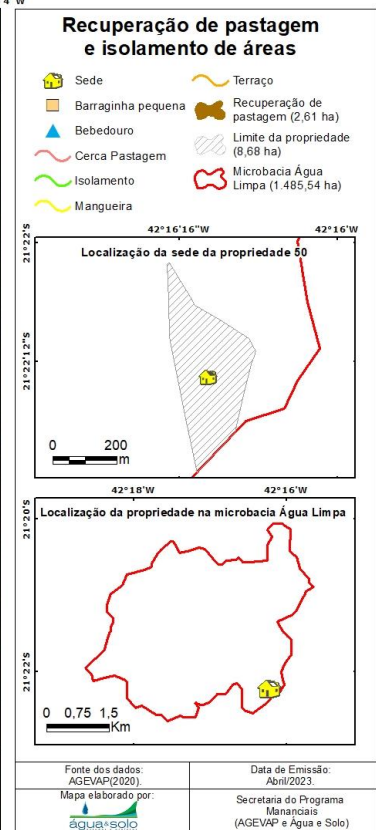 4" W
Recuperação de pastagem
e isolamento de áreas
Sede
Barraginha pequena
Bebedouro
Cerca Pastagem
Isolamento
Mangueira
Terraço
Recuperação de
pastagem (2,61 ha)
Limite da propriedade
(8,68 ha)
Microbacia Água
Limpa (1.485,54 ha)
42°16'16"W 42°16'W
21°22'S
Localização da sede da propriedade 50
21°22'12"S
0 200
m
42°18'W 42°16'W
21°20'S
Localização da propriedade na microbacia Água Limpa
21°22'S
0 0,75 1,5
Km
Fonte dos dados:
AGEVAP(2020).
Data de Emissão:
Abril/2023.
Mapa elaborado por:
água&solo
Secretaria do Programa
Mananciais
(AGEVAP e Água e Solo)